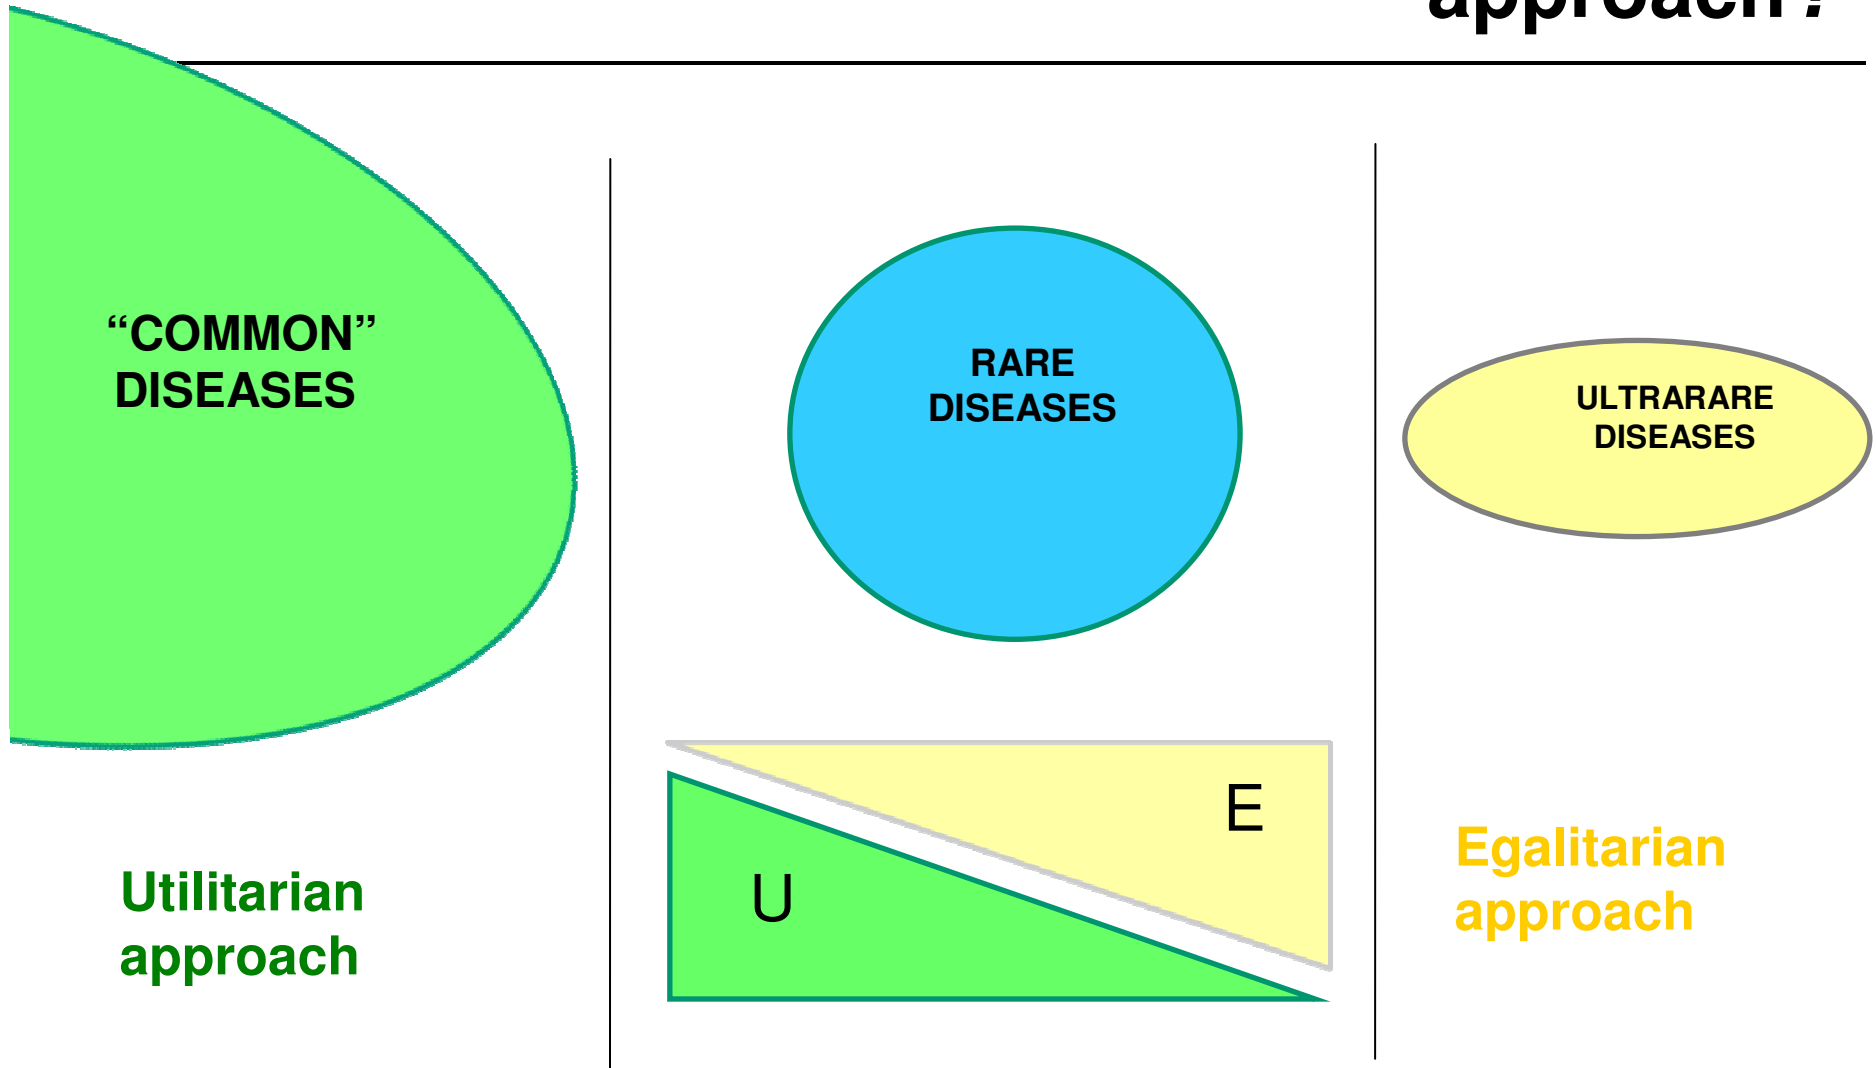 approach?
“COMMON”
DISEASES
RARE
DISEASES
ULTRARARE
DISEASES
E
U
Utilitarian
approach
Egalitarian
approach